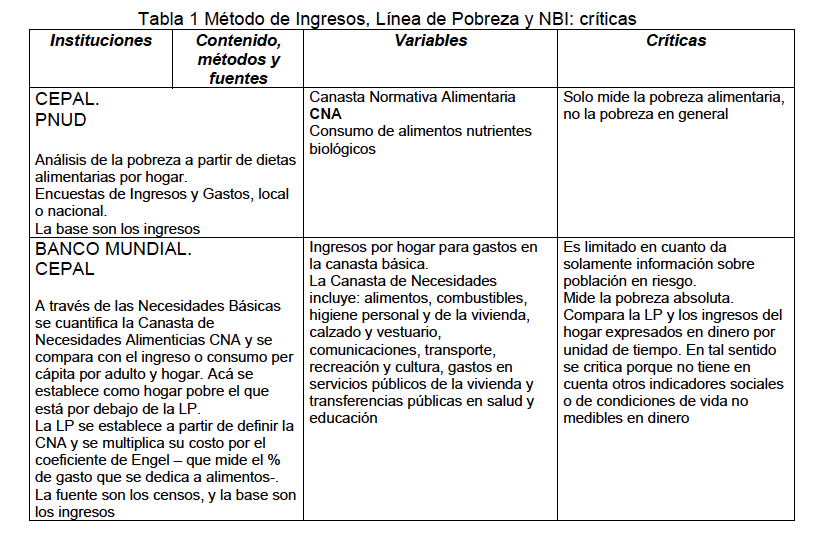 Tabla 1 Método de Ingresos, Línea de Pobreza y NBI: críticas
Instituciones
Contenido,
métodos y
fuentes
Variables
Críticas
CEPAL.
PNUD
Análisis de la pobreza a partir de dietas
alimentarias por hogar.
Encuestas de Ingresos y Gastos, local
o nacional.
La base son los ingresos
Canasta Normativa Alimentaria
CNA
Consumo de alimentos nutrientes
biológicos
Solo mide la pobreza alimentaria,
no la pobreza en general
BANCO MUNDIAL.
CEPAL
A través de las Necesidades Básicas
se cuantifica la Canasta de
Necesidades Alimenticias CNA y se
compara con el ingreso o consumo per
cápita por adulto y hogar. Acá se
establece como hogar pobre el que
está por debajo de la LP.
La LP se establece a partir de definir la
CNA y se multiplica su costo por el
coeficiente de Engel – que mide el %
de gasto que se dedica a alimentos-.
La fuente son los censos, y la base son
los ingresos
Ingresos por hogar para gastos en
la canasta básica.
La Canasta de Necesidades
incluye: alimentos, combustibles,
higiene personal y de la vivienda,
calzado y vestuario,
comunicaciones, transporte,
recreación y cultura, gastos en
servicios públicos de la vivienda y
transferencias públicas en salud y
educación
Es limitado en cuanto da
solamente información sobre
población en riesgo.
Mide la pobreza absoluta.
Compara la LP y los ingresos del
hogar expresados en dinero por
unidad de tiempo. En tal sentido
se critica porque no tiene en
cuenta otros indicadores sociales
o de condiciones de vida no
medibles en dinero